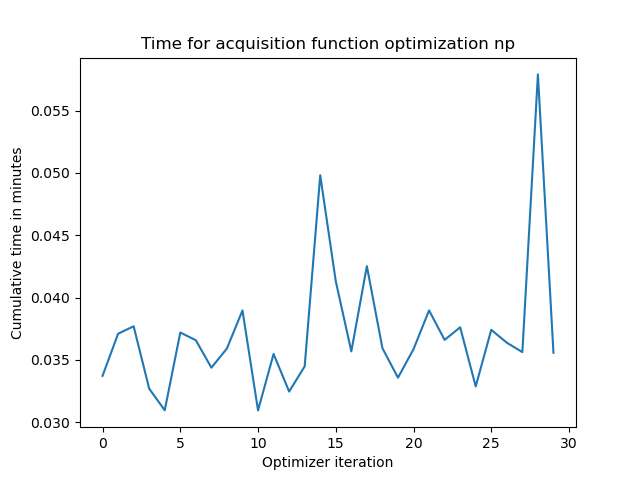 Time for acquisition function optimization np
0.055
0.050
0.045
0.040
0.035
0.030
Cumulative time in minutes
0 5 10 15 20 25 30
Optimizer iteration